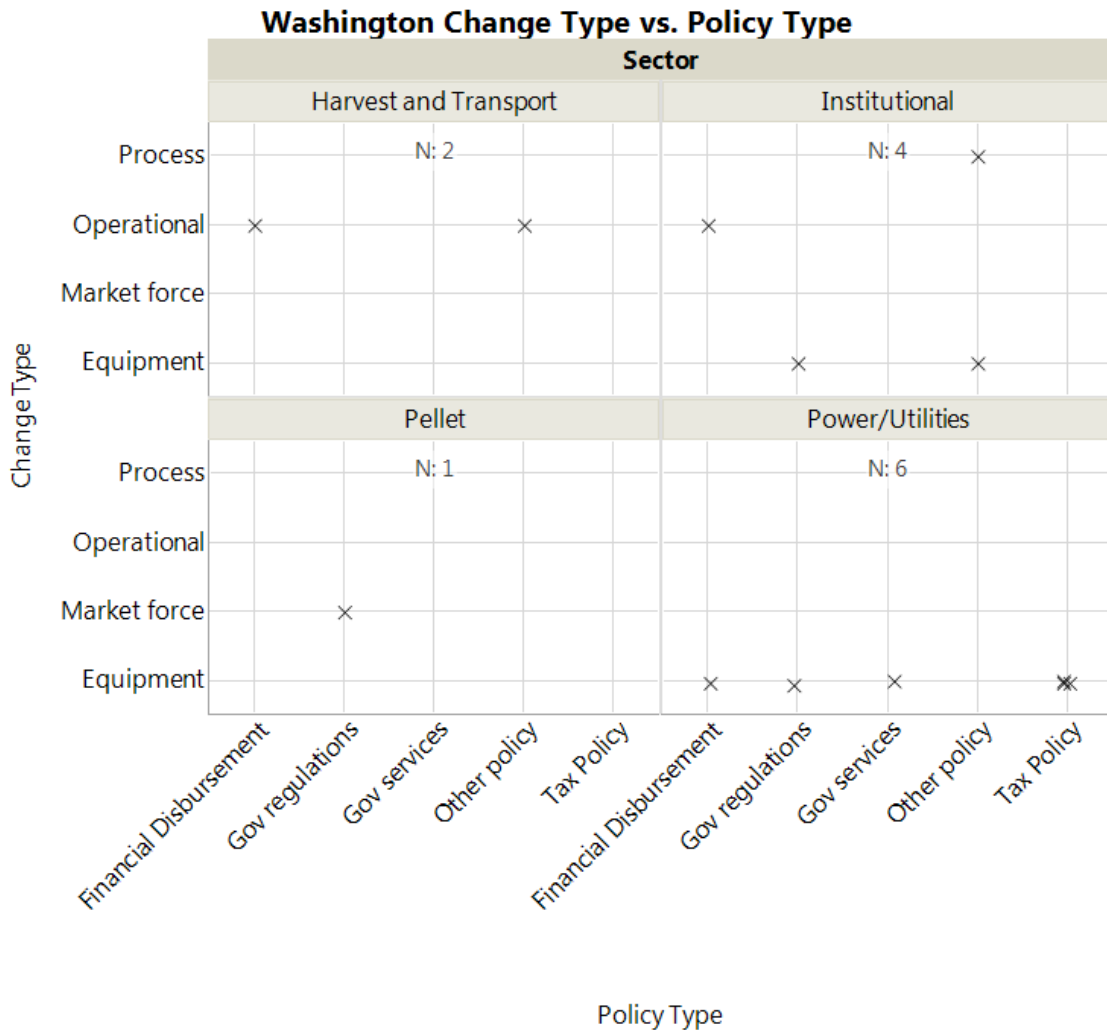 Washington Change Type vs. Policy Type
Sector
Harvest and Transport
Institutional
Process
Operational
Market force
Equipment
N: 2
N: 4
Change Type
Pellet
Power/Utilities
Process
Operational
Market force
Equipment
N: 1
N: 6
Financial Disbursement
Gov regulations
Gov services
Other policy
Tax Policy
Financial Disbursement
Gov regulations
Gov services
Other policy
Tax Policy
Policy Type